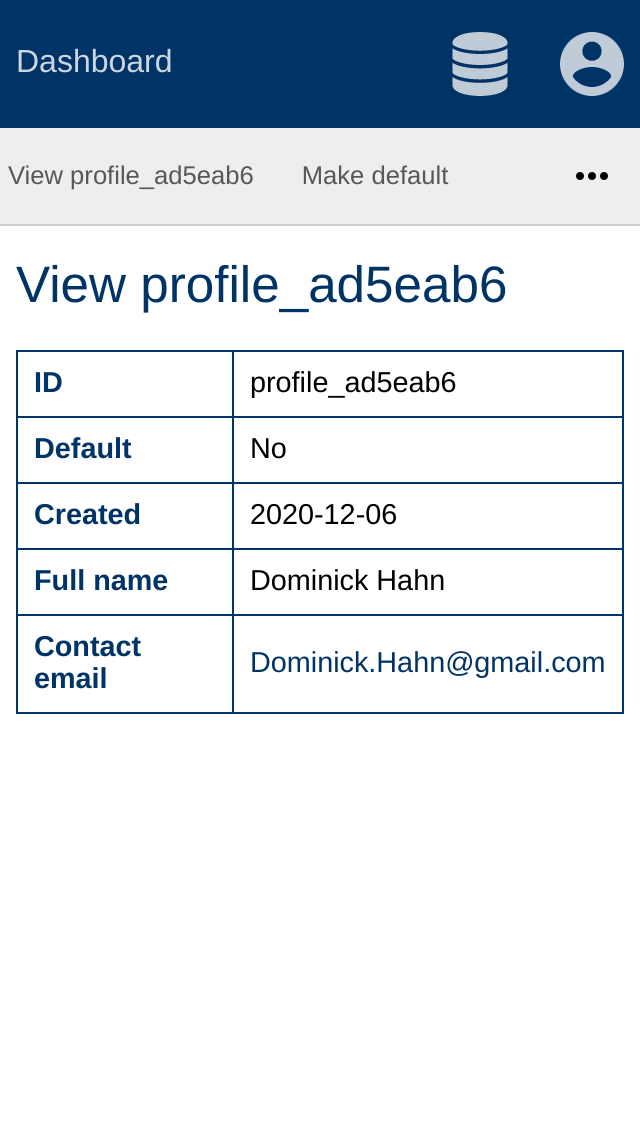 Dashboard
View profile_ad5eab6 Make default
View profile_ad5eab6
ID profile_ad5eab6
Default No
Created 2020-12-06
Full name Dominick Hahn
Contact
email Dominick.Hahn@gmail.com